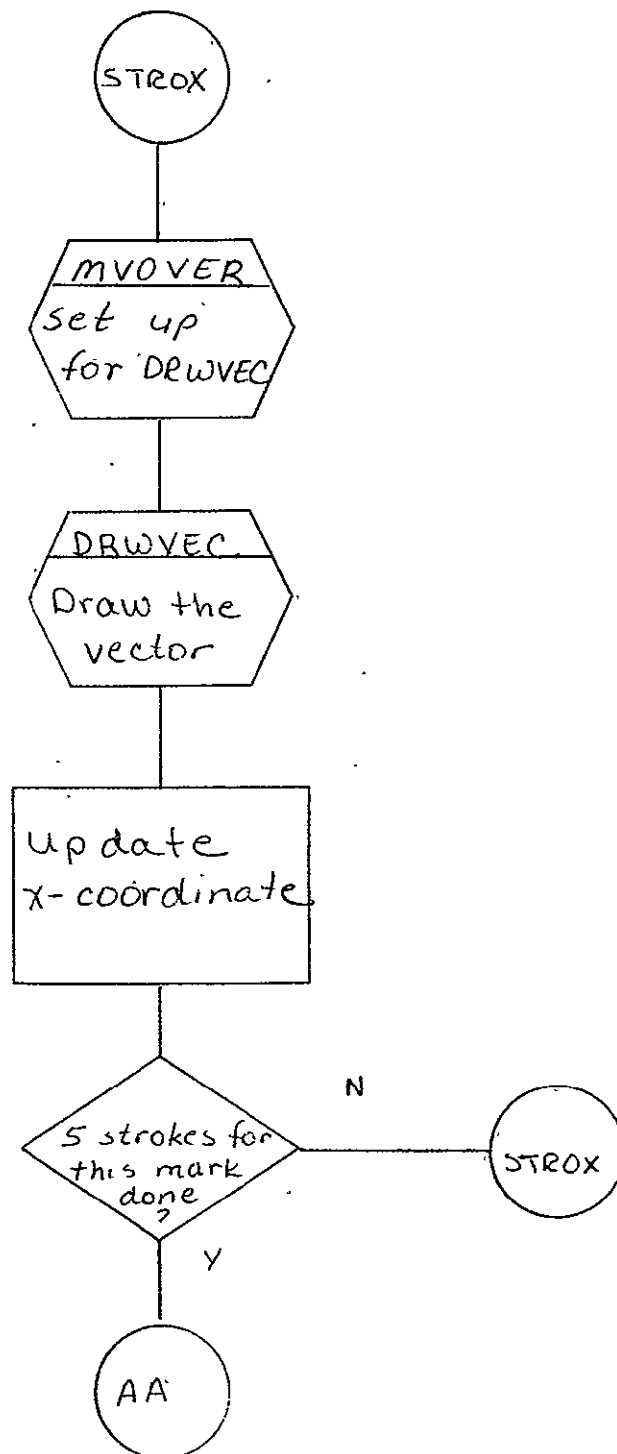 STROX
MVOVER
set up
for DRWVEC
DRWVEC
Draw the
vector
update
x-coordinate
N
5 strokes for
this mark
done
?
STROX
Y
AA